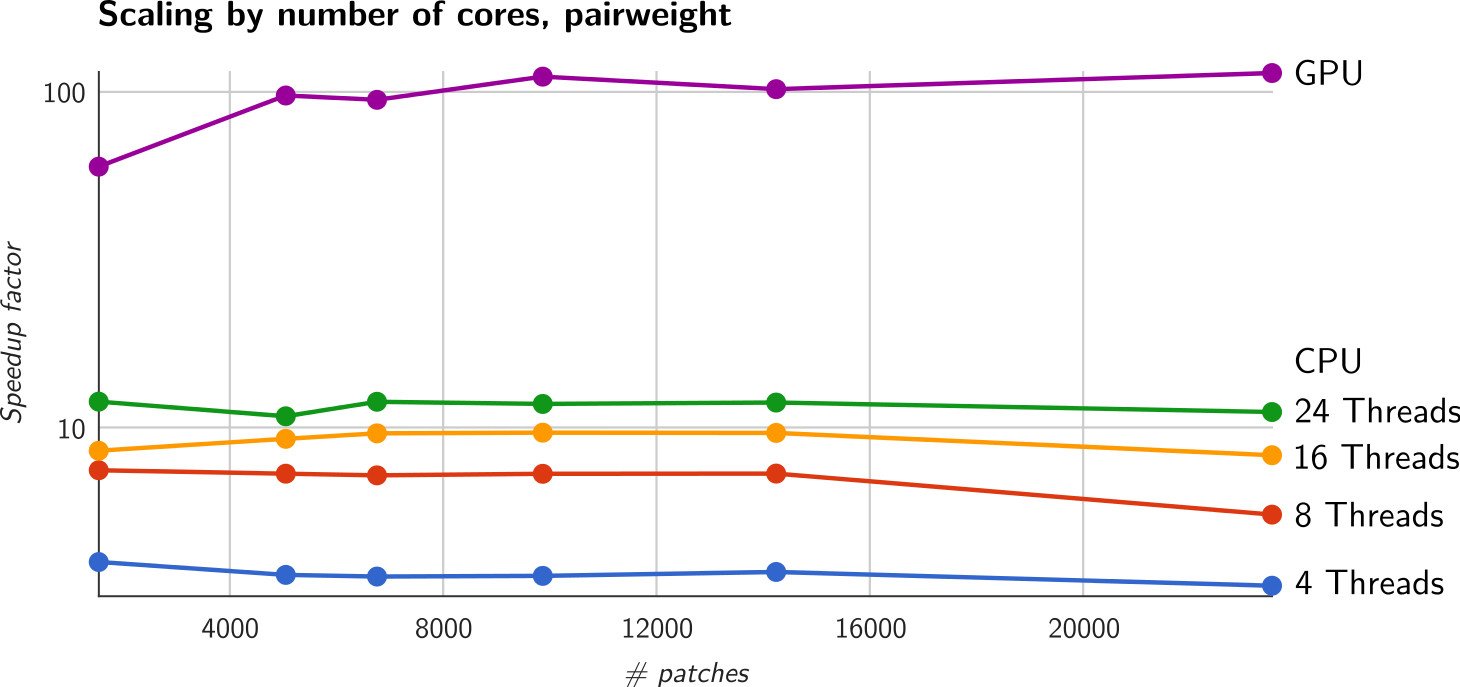 Scaling by number of cores, pairweight
100
10
Speedup factor
GPU
CPU
24 Threads
16 Threads
8 Threads
4 Threads
4000 8000 12000 16000 20000
# patches